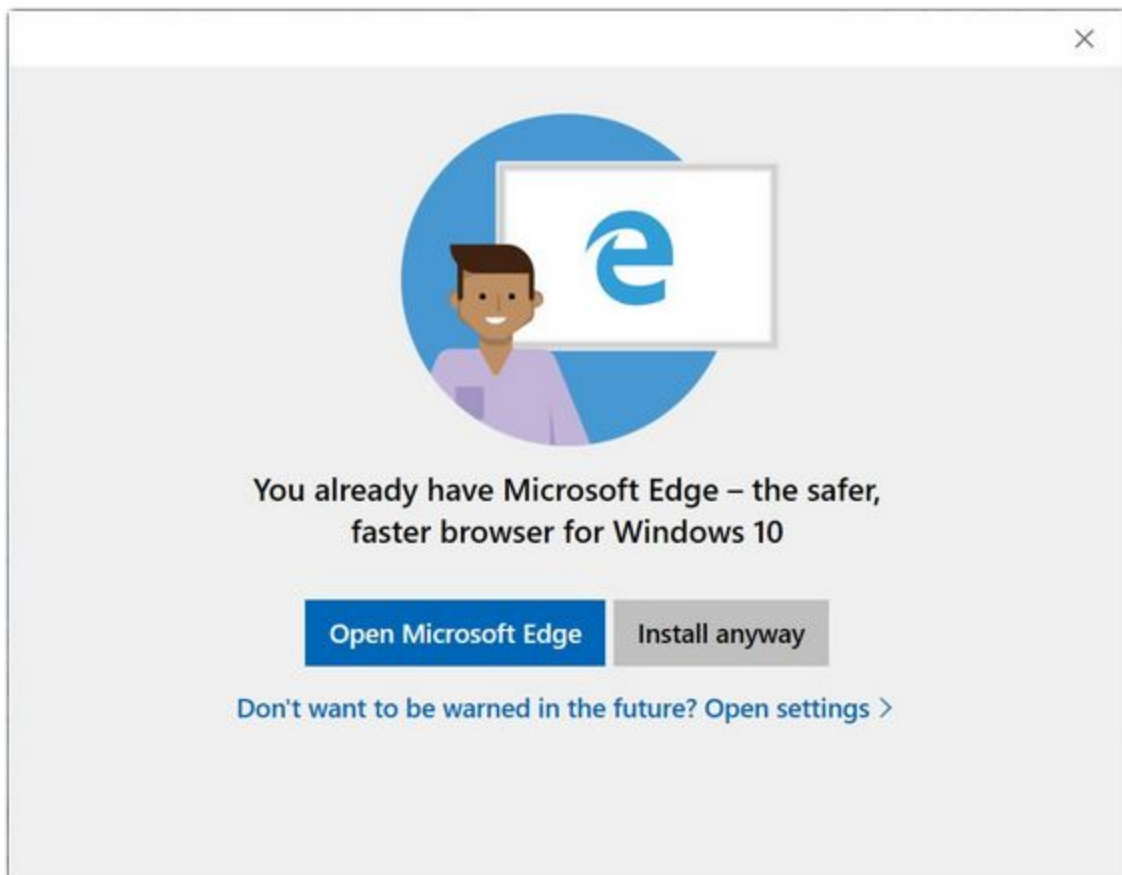 You already have Microsoft Edge – the safer,
faster browser for Windows 10
Open Microsoft Edge
Install anyway
Don't want to be warned in the future? Open settings >